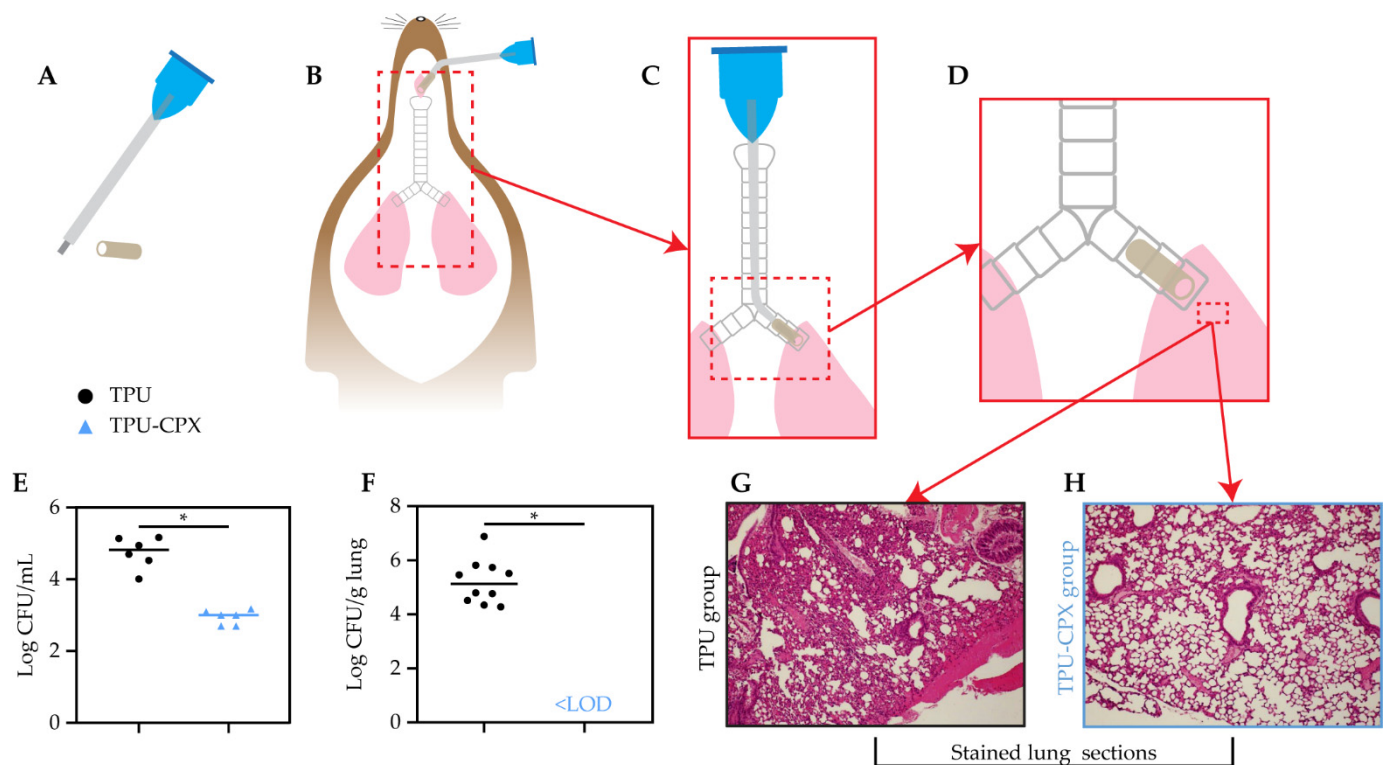 A
B
C
D
TPU
TPU-CPX
E
6
4
2
0
Log CFU/mL
*
F
8
6
4
2
0
Log CFU/g lung
*
<LOD
G
TPU group
H
TPU-CPX group
Stained lung sections